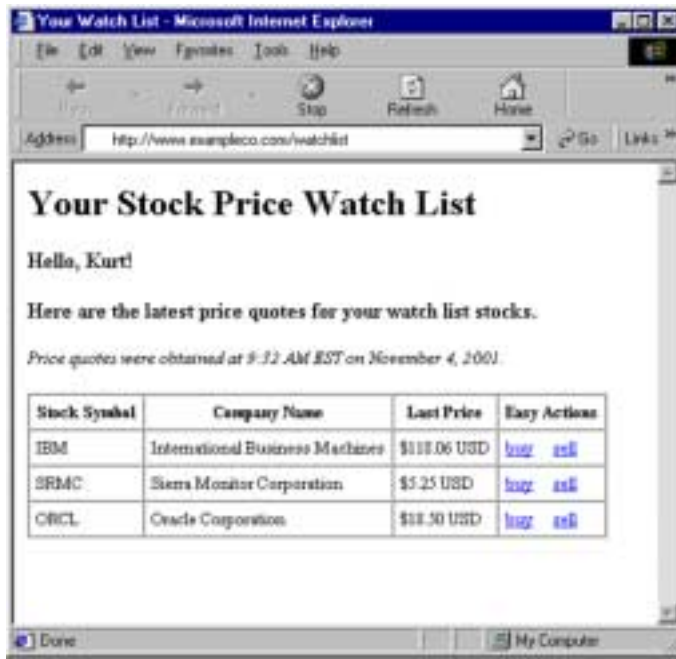 Your Watch List - Microsoft Internet Explorer
File Edit View Favorites Tools Help
Stop Refresh Home
Address http://www.exampleco.com/watchlist Go Links
Your Stock Price Watch List
Hello, Kurt!
Here are the latest price quotes for your watch list stocks.
Price quotes were obtained at 9:32 AM EST on November 4, 2001.
Stock Symbol Company Name Last Price Easy Actions
IBM International Business Machines $118.06 USD buy sell
SRMC Sierra Monitor Corporation $5.25 USD buy sell
ORCL Oracle Corporation $18.50 USD buy sell
Done My Computer